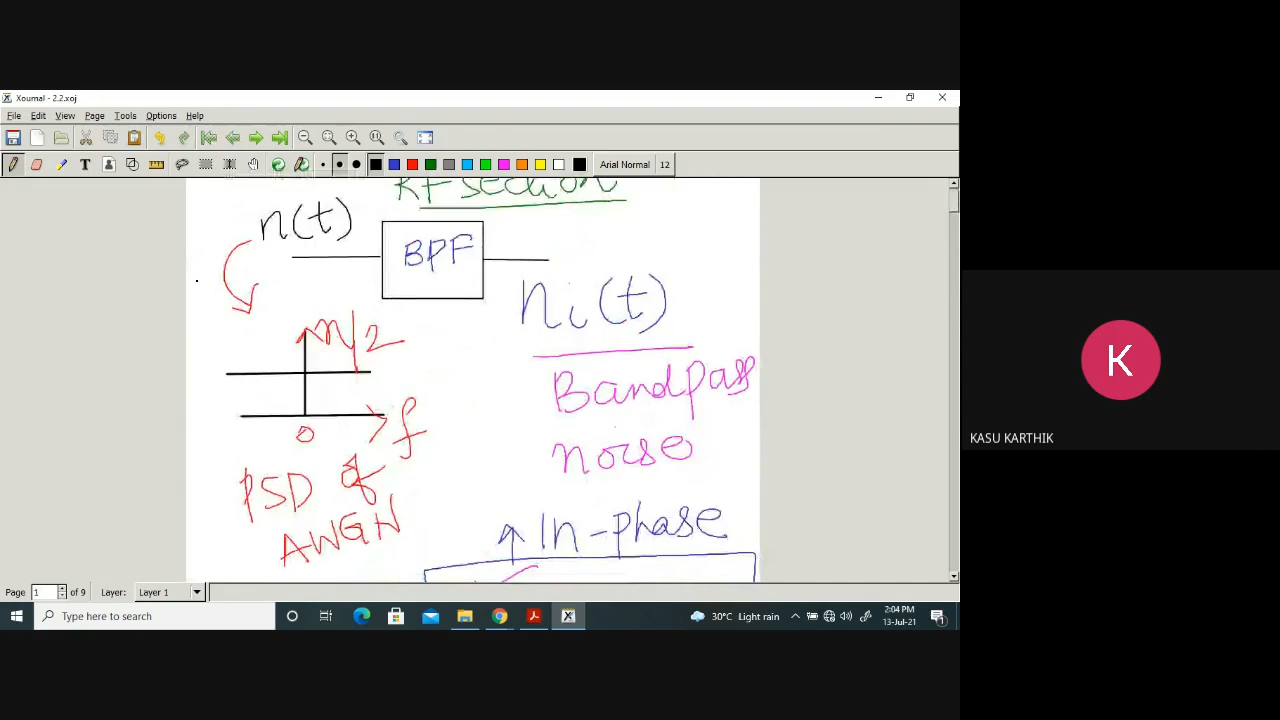 Xournal - 2.2.xoj
File Edit View Page Tools Options Help
Arial Normal 12
RF section
n(t)
BPF
ni(t)
η/2
0
f
PSD of
AWGN
Bandpass
noise
In-phase
Page 1 of 9 Layer: Layer 1
Type here to search
30°C Light rain
2:04 PM
13-Jul-21
1
K
KASU KARTHIK